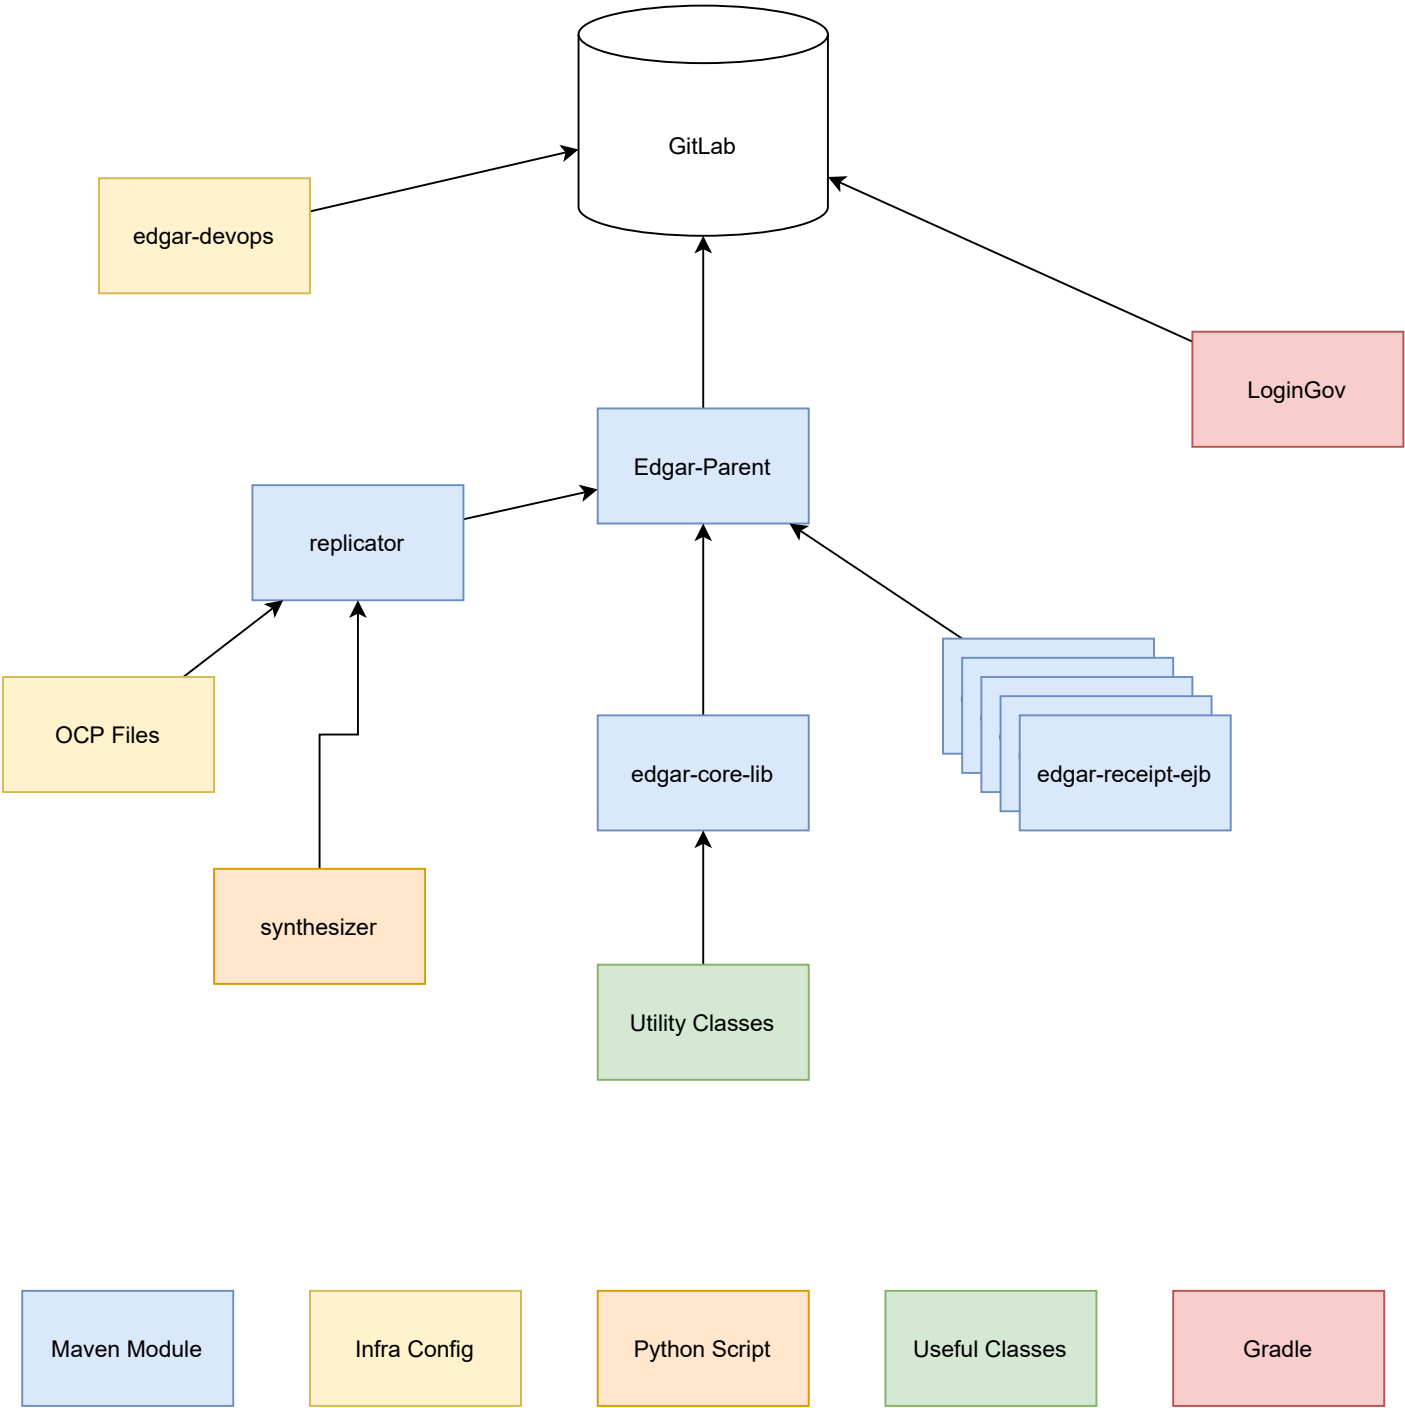 GitLab
edgar-devops
LoginGov
Edgar-Parent
replicator
OCP Files
edgar-core-lib
edgar-receipt-ejb
synthesizer
Utility Classes
Maven Module
Infra Config
Python Script
Useful Classes
Gradle